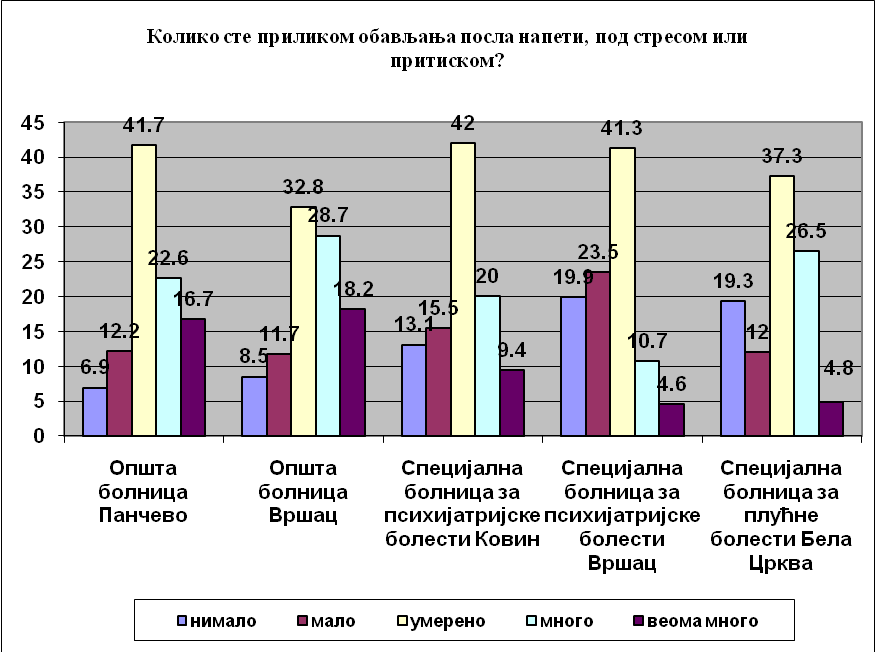 Колико сте приликом обављања посла напети, под стресом или
притиском?
45
40
35
30
25
20
15
10
5
0
6.9
12.2
41.7
22.6
16.7
8.5
11.7
32.8
28.7
18.2
13.1
15.5
42
20
9.4
19.9
23.5
41.3
10.7
4.6
19.3
12
37.3
26.5
4.8
Општа
болница
Панчево
Општа
болница
Вршац
Специјална
болница за
психијатријске
болести Ковин
Специјална
болница за
психијатријске
болести
Вршац
Специјална
болница за
плућне
болести Бела
Црква
нимало
мало
умерено
много
веома много